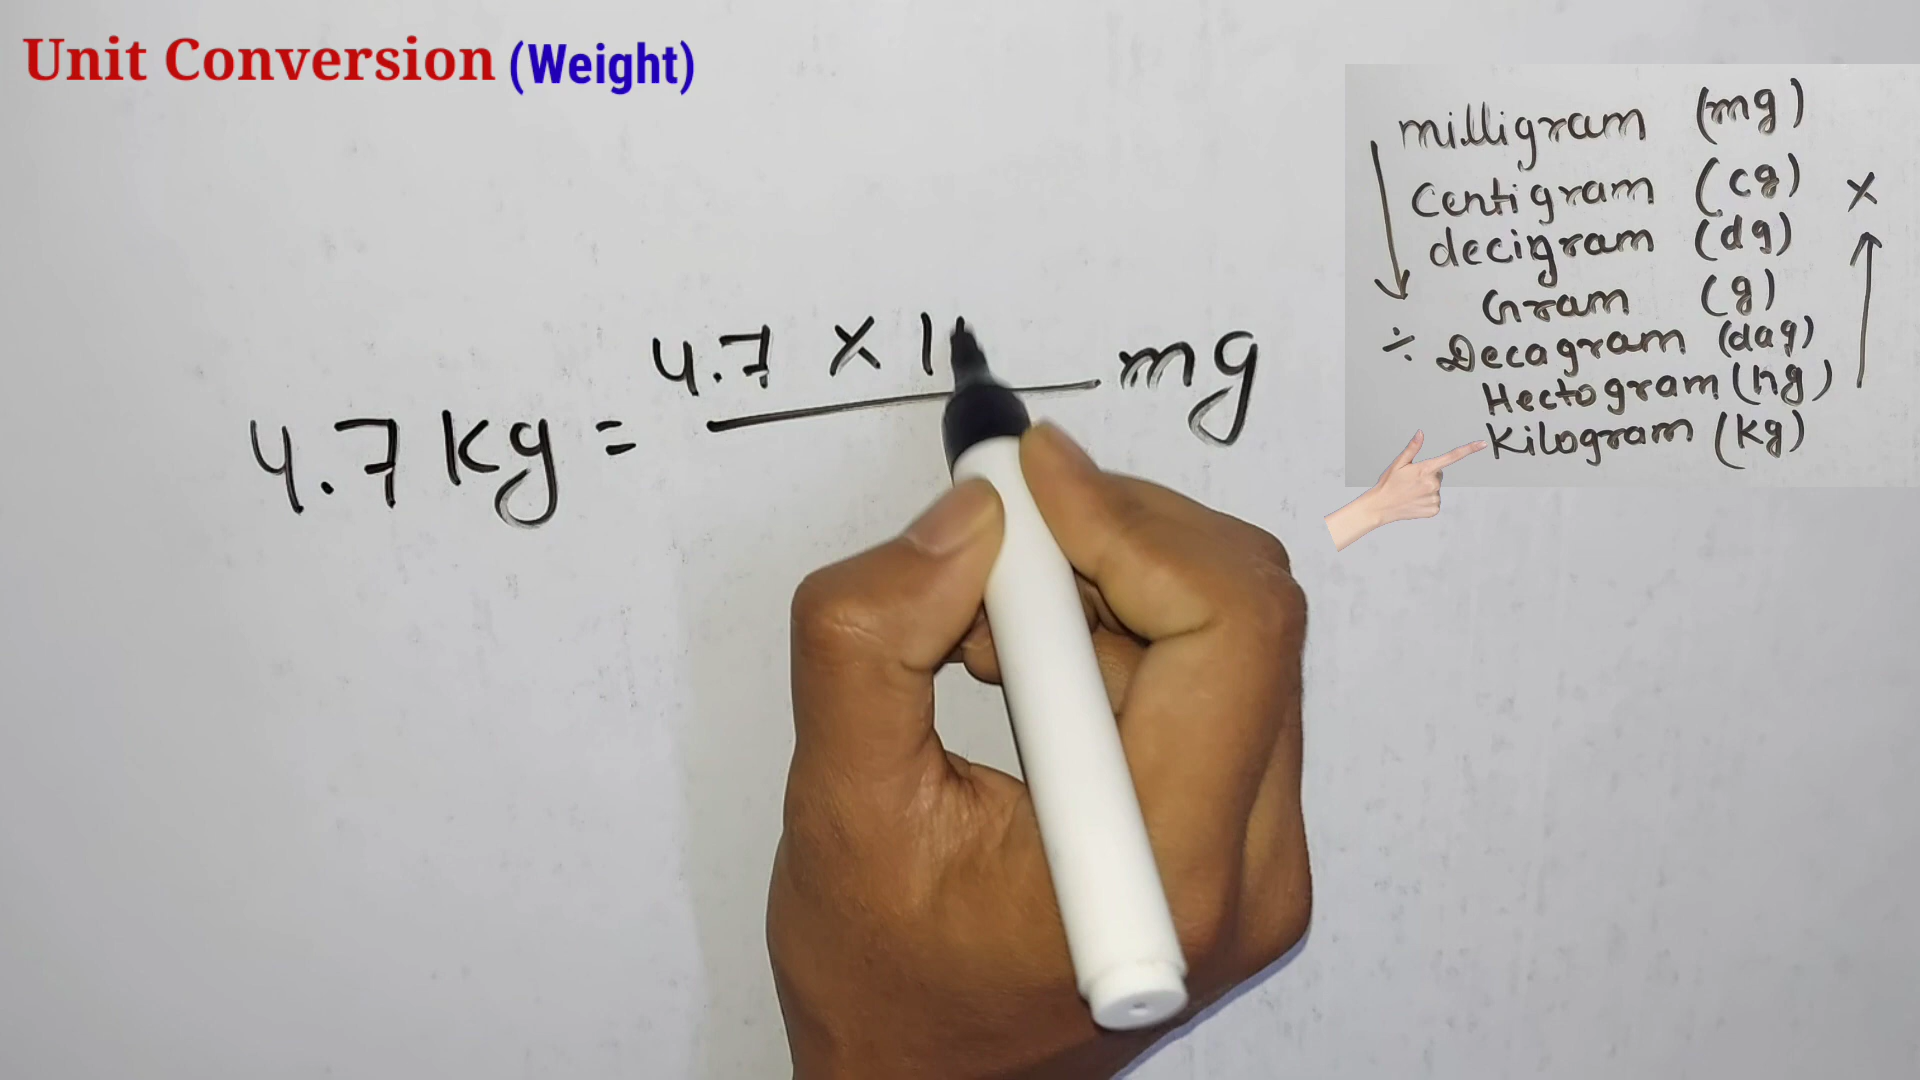 Unit Conversion (Weight)
4.7 kg = 4.7 × 1 mg
milligram (mg)
Centigram (cg) ×
decigram (dg)
Gram (g)
÷ Decagram (dag)
Hectogram (hg)
Kilogram (kg)